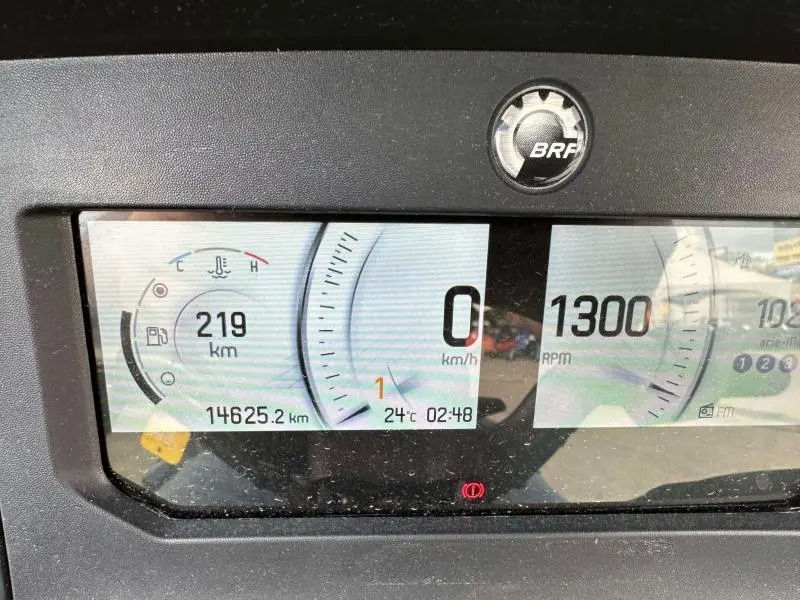 BRP
C H
219
km
14625.2 km
0
km/h
1
24°C 02:48
1300
RPM
102
arie-M
1 2 3
FM